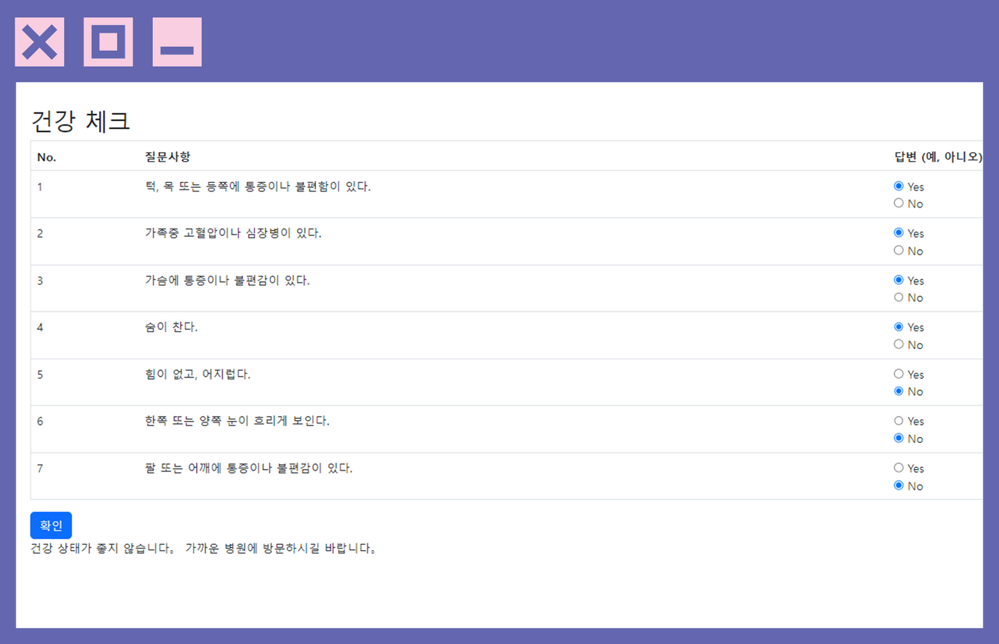 건강 체크
No. 질문사항 답변 (예, 아니오)
1 턱, 목 또는 등쪽에 통증이나 불편함이 있다. Yes
No
2 가족중 고혈압이나 심장병이 있다. Yes
No
3 가슴에 통증이나 불편감이 있다. Yes
No
4 숨이 찬다. Yes
No
5 힘이 없고, 어지럽다. Yes
No
6 한쪽 또는 양쪽 눈이 흐리게 보인다. Yes
No
7 팔 또는 어깨에 통증이나 불편감이 있다. Yes
No
확인
건강 상태가 좋지 않습니다。 가까운 병원에 방문하시길 바랍니다。